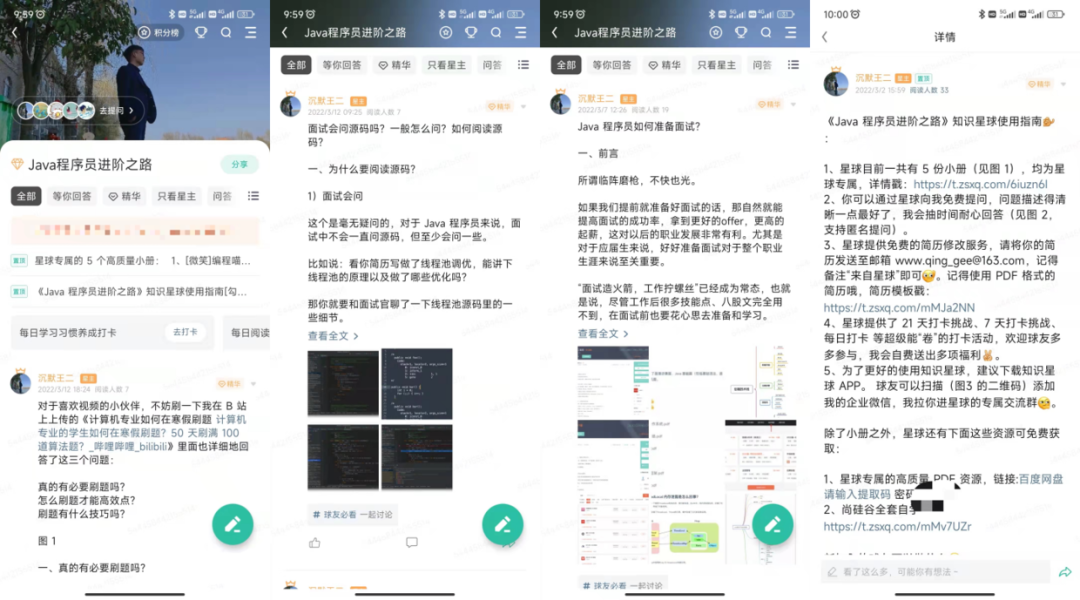 9:59
积分榜
去提问
Java程序员进阶之路
分享
全部
等你回答
精华
只看星主
问答
置顶
星球专属的 5 个高质量小册： 1、[微笑]编程喵...
置顶
《Java 程序员进阶之路》知识星球使用指南[勾...
每日学习习惯养成打卡
去打卡
每日阅读
沉默王二 星主
2022/3/12 18:24 阅读人数 7
精华
对于喜欢视频的小伙伴，不妨刷一下我在 B 站
上上传的《计算机专业如何在寒假刷题？计算机
专业的学生如何在寒假刷题？50 天刷满 100
道算法题？_哔哩哔哩_bilibili》里面也详细地回
答了这三个问题：
真的有必要刷题吗？
怎么刷题才能高效点？
刷题有什么技巧吗？
图 1
一、真的有必要刷题吗？
9:59
Java程序员进阶之路
全部
等你回答
精华
只看星主
问答
沉默王二 星主
2022/3/12 09:25 阅读人数 7
精华
面试会问源码吗？一般怎么问？如何阅读源
码？
一、为什么要阅读源码？
1）面试会问
这个是毫无疑问的，对于 Java 程序员来说，面
试中不会一直问源码，但至少会问一些。
比如说：看你简历写做了线程池调优，能讲下
线程池的原理以及做了哪些优化吗？
那你就要和面试官聊了一下线程池源码里的一
些细节。
查看全文
# 球友必看 一起讨论
9:59
Java程序员进阶之路
全部
等你回答
精华
只看星主
问答
沉默王二 星主
2022/3/7 12:26 阅读人数 19
精华
Java 程序员如何准备面试？
一、前言
所谓临阵磨枪，不快也光。
如果我们提前就准备好面试的话，那自然就能
提高面试的成功率，拿到更好的offer，更高的
起薪，这对以后的职业发展非常有利。尤其是
对于应届生来说，好好准备面试对于整个职业
生涯来说至关重要。
“面试造火箭，工作拧螺丝”已经成为常态，也就
是说，尽管工作后很多技能点、八股文完全用
不到，在面试前也要花心思去准备和学习。
查看全文
# 球友必看 一起讨论
10:00
详情
沉默王二 星主 置顶
2022/3/2 15:59 阅读人数 33
精华
《Java 程序员进阶之路》知识星球使用指南
：
1、星球目前一共有 5 份小册（见图 1），均为星
球专属，详情戳：https://t.zsxq.com/6iuzn6I
2、你可以通过星球向我免费提问，问题描述得清
晰一点最好了，我会抽时间耐心回答（见图 2，
支持匿名提问）。
3、星球提供免费的简历修改服务，请将你的简
历发送至邮箱 www.qing_gee@163.com，记得
备注“来自星球”即可。记得使用 PDF 格式的
简历哦，简历模板戳：
https://t.zsxq.com/mMJa2NN
4、星球提供了 21 天打卡挑战、7 天打卡挑战、
每日打卡 等超级能“卷”的打卡活动，欢迎球友多
多参与，我会自费送出多项福利。
5、为了更好的使用知识星球，建议下载知识星
球 APP。 球友可以扫描（图3 的二维码）添加
我的企业微信，我拉你进星球的专属交流群。
除了小册之外，星球还有下面这些资源可免费获
取：
1、星球专属的高质量 PDF 资源，链接:百度网盘
请输入提取码 密码
2、尚硅谷全套自学
https://t.zsxq.com/mMv7UZr
看了这么多，可能你有想法~